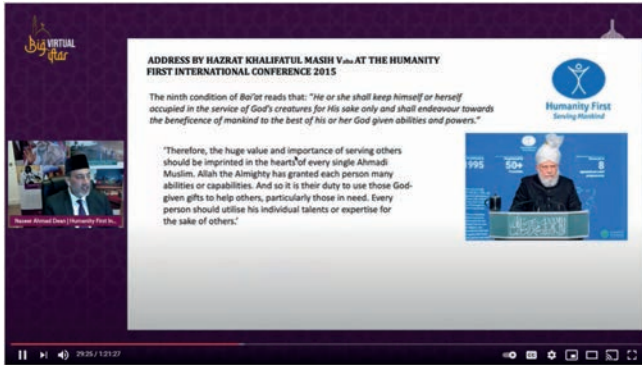 Big VIRTUAL
iftar
ADDRESS BY HAZRAT KHALIFATUL MASIH Vaba AT THE HUMANITY
FIRST INTERNATIONAL CONFERENCE 2015
The ninth condition of Bai'at reads that: "He or she shall keep himself or herself
occupied in the service of God's creatures for His sake only and shall endeavour towards
the beneficence of mankind to the best of his or her God given abilities and powers."
'Therefore, the huge value and importance of serving others
should be imprinted in the hearts of every single Ahmadi
Muslim. Allah the Almighty has granted each person many
abilities or capabilities. And so it is their duty to use those God-
given gifts to help others, particularly those in need. Every
person should utilise his individual talents or expertise for
the sake of others.'
Humanity First
Serving Mankind
1995
50+
8
Nazeer Ahmad Dean | Humanity First In...
29:25 / 1:21:27
CC